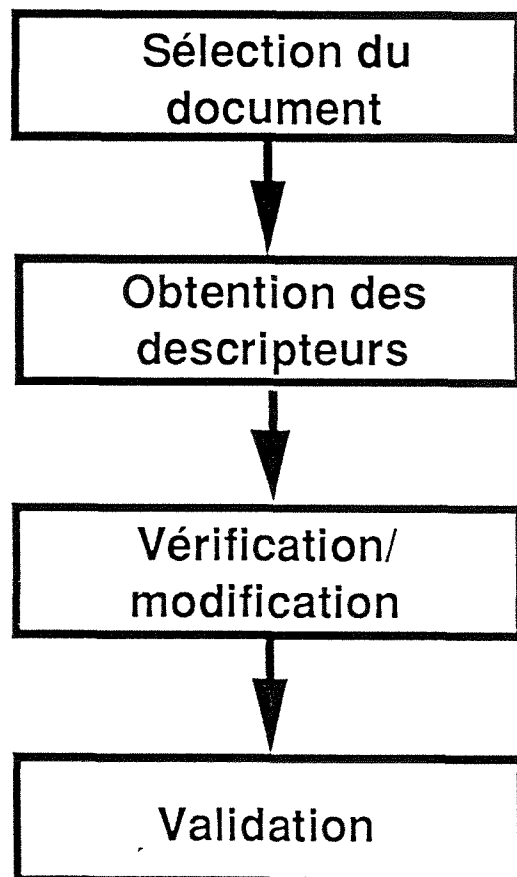 Sélection du
document
Obtention des
descripteurs
Vérification/
modification
Validation